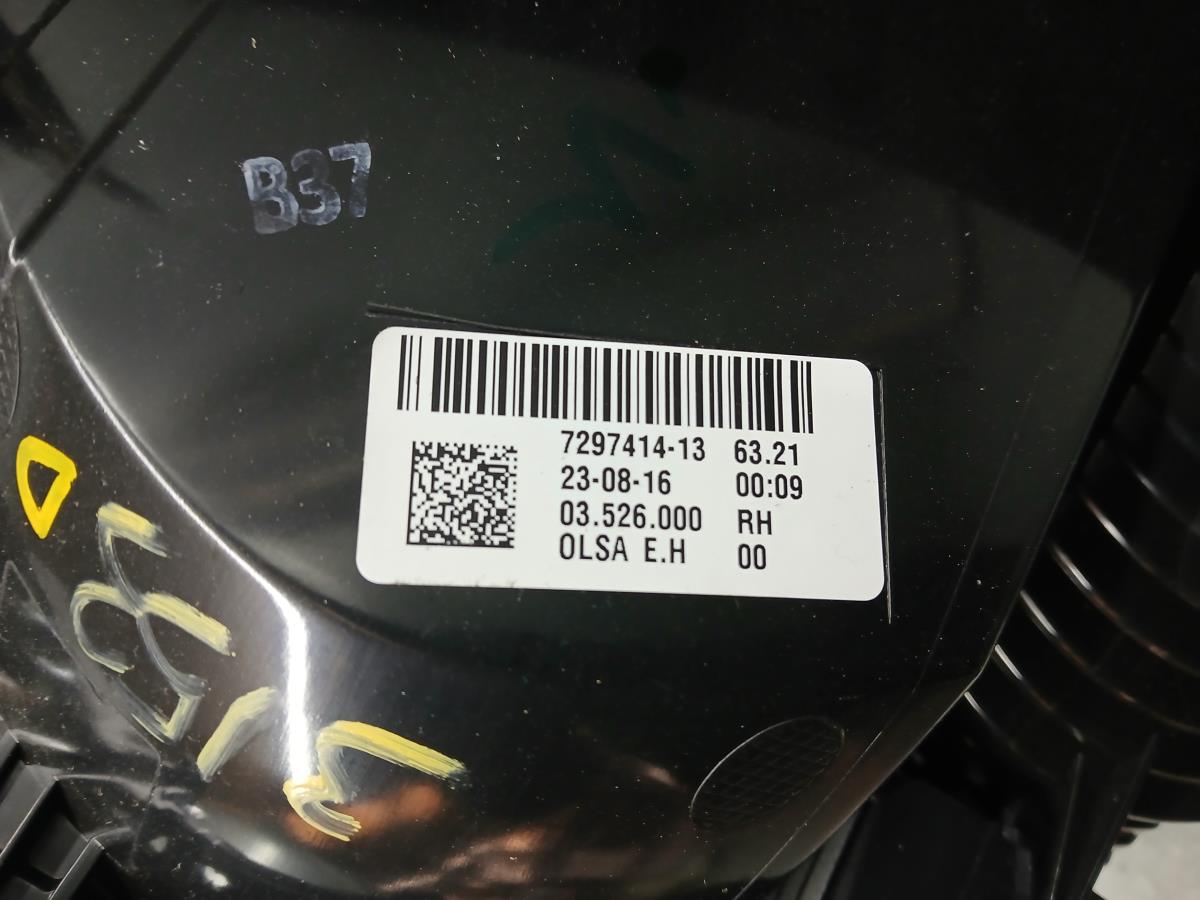 B37
7297414-13 63.21
23-08-16 00:09
03.526.000 RH
OLSA E.H 00